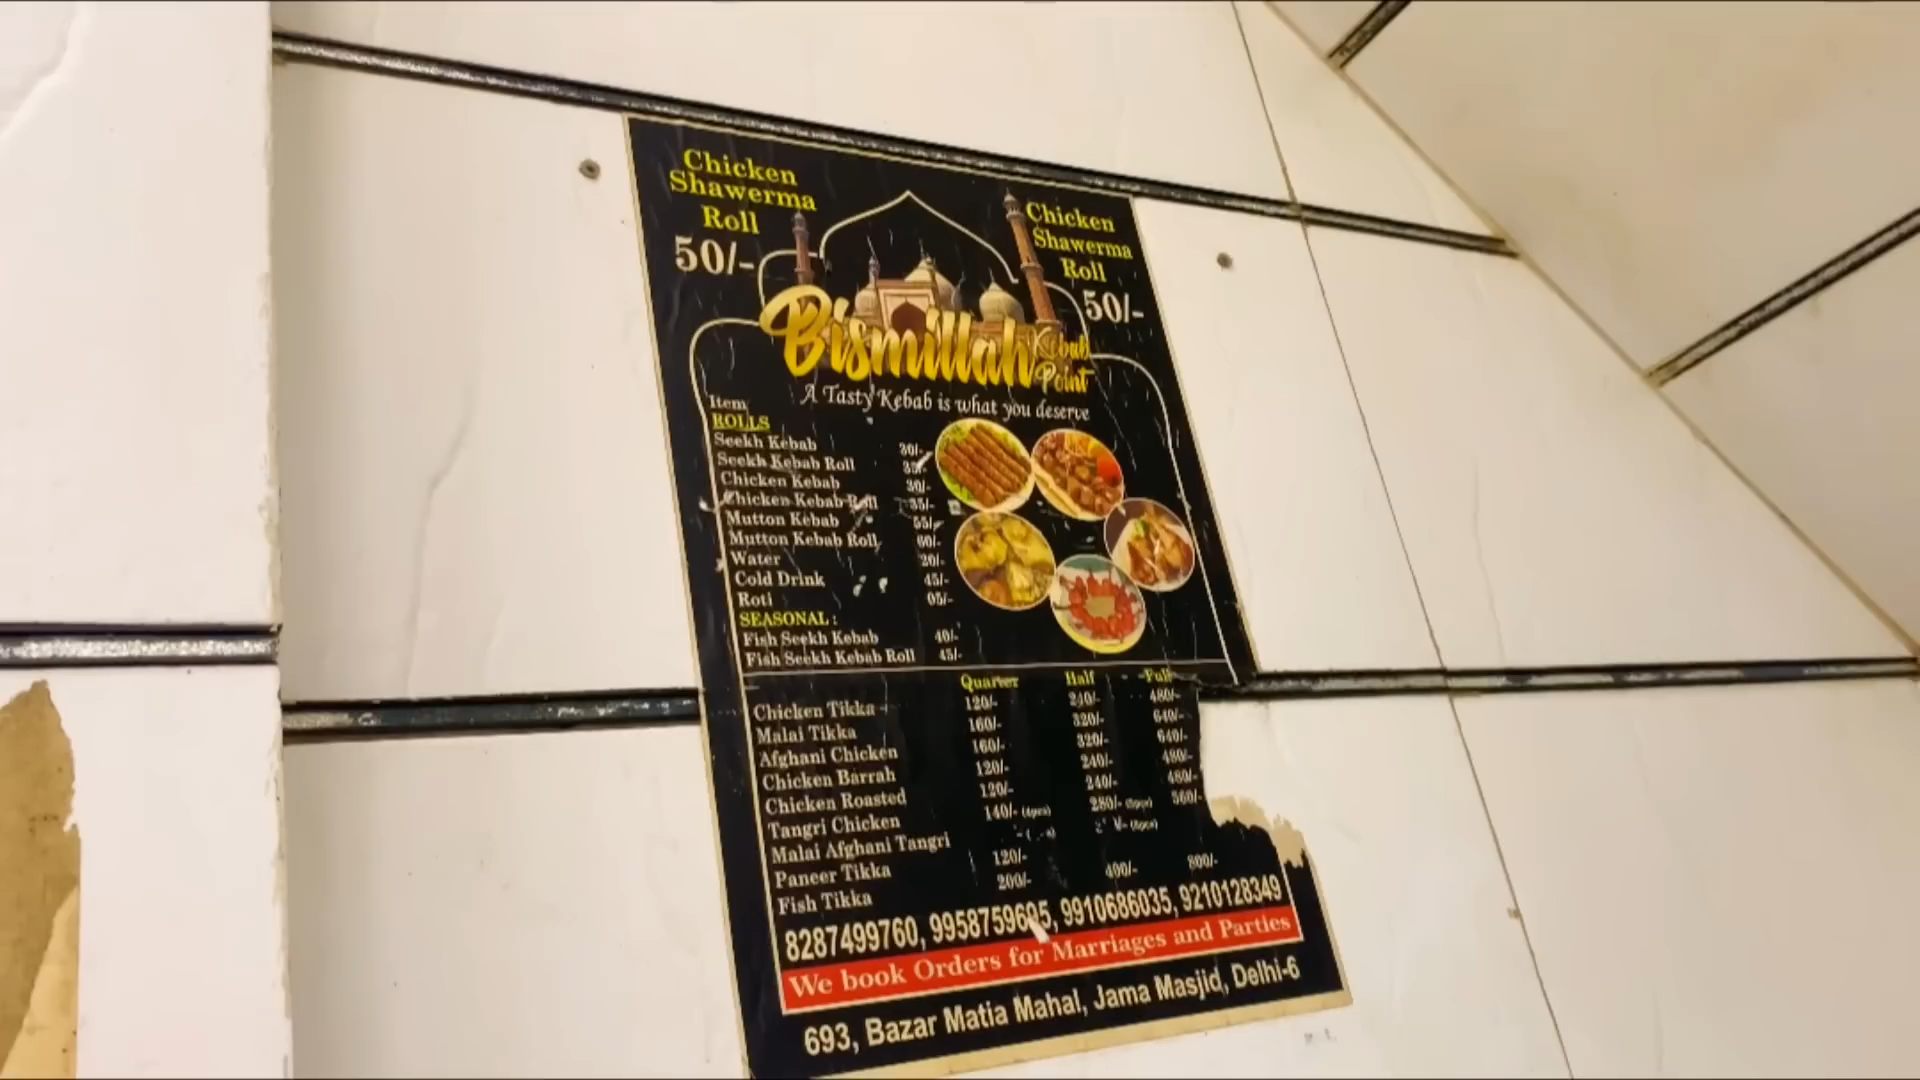 Chicken
Shawerma
Roll
50/-
Chicken
Shawerma
Roll
50/-
Bismillah Kebab Point
A Tasty Kebab is what you deserve
Item
ROLLS
Seekh Kebab 30/-
Seekh Kebab Roll 35/-
Chicken Kebab 30/-
Chicken Kebab Roll 35/-
Mutton Kebab 55/-
Mutton Kebab Roll 60/-
Water 20/-
Cold Drink 45/-
Roti 05/-
SEASONAL :
Fish Seekh Kebab 40/-
Fish Seekh Kebab Roll 45/-
Quarter Half Full
Chicken Tikka 120/- 240/- 480/-
Malai Tikka 160/- 320/- 640/-
Afghani Chicken 160/- 320/- 640/-
Chicken Barrah 120/- 240/- 480/-
Chicken Roasted 120/- 240/- 480/-
Tangri Chicken 140/- (4pcs) 280/- (8pcs) 560/-
Malai Afghani Tangri (8pcs)
Paneer Tikka 120/-
Fish Tikka 200/- 400/- 800/-
8287499760, 9958759605, 9910686035, 9210128349
We book Orders for Marriages and Parties
693, Bazar Matia Mahal, Jama Masjid, Delhi-6